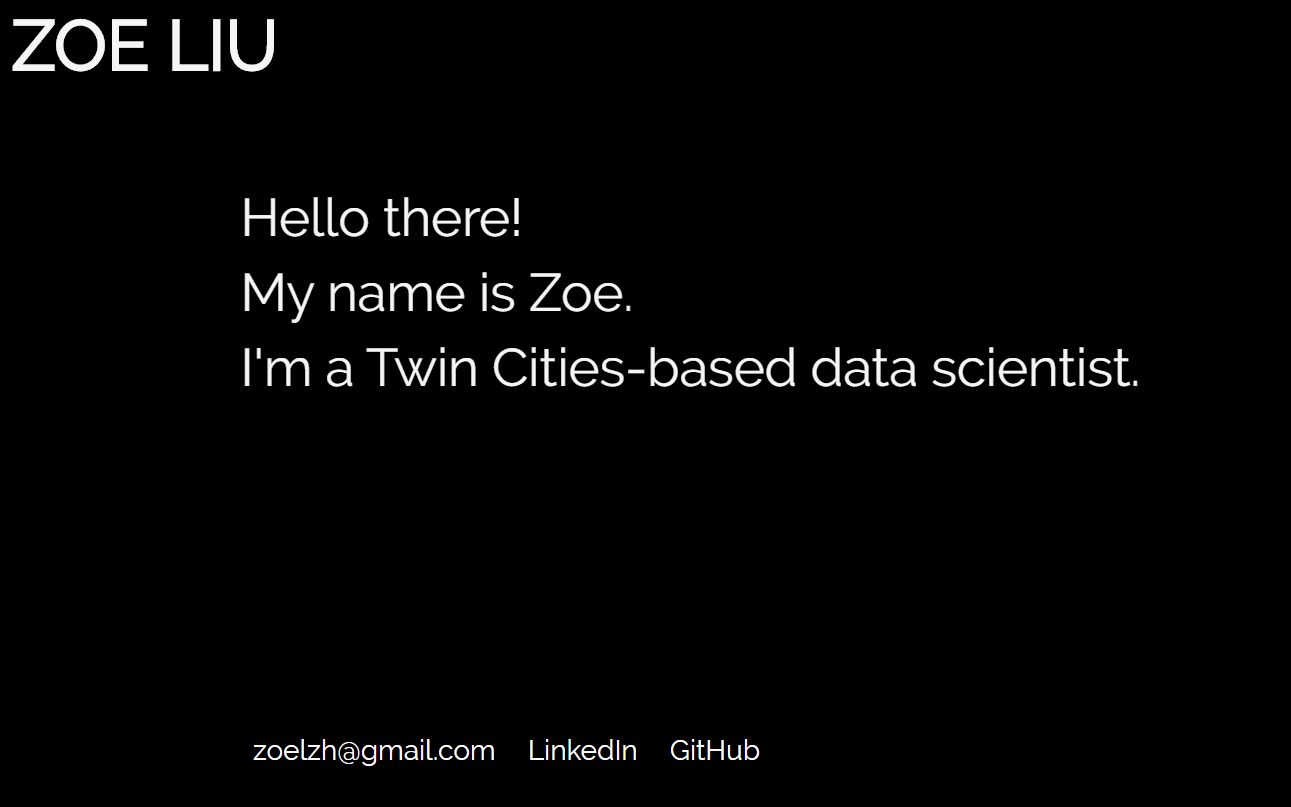 ZOE LIU
Hello there!
My name is Zoe.
I'm a Twin Cities-based data scientist.
zoelzh@gmail.com LinkedIn GitHub